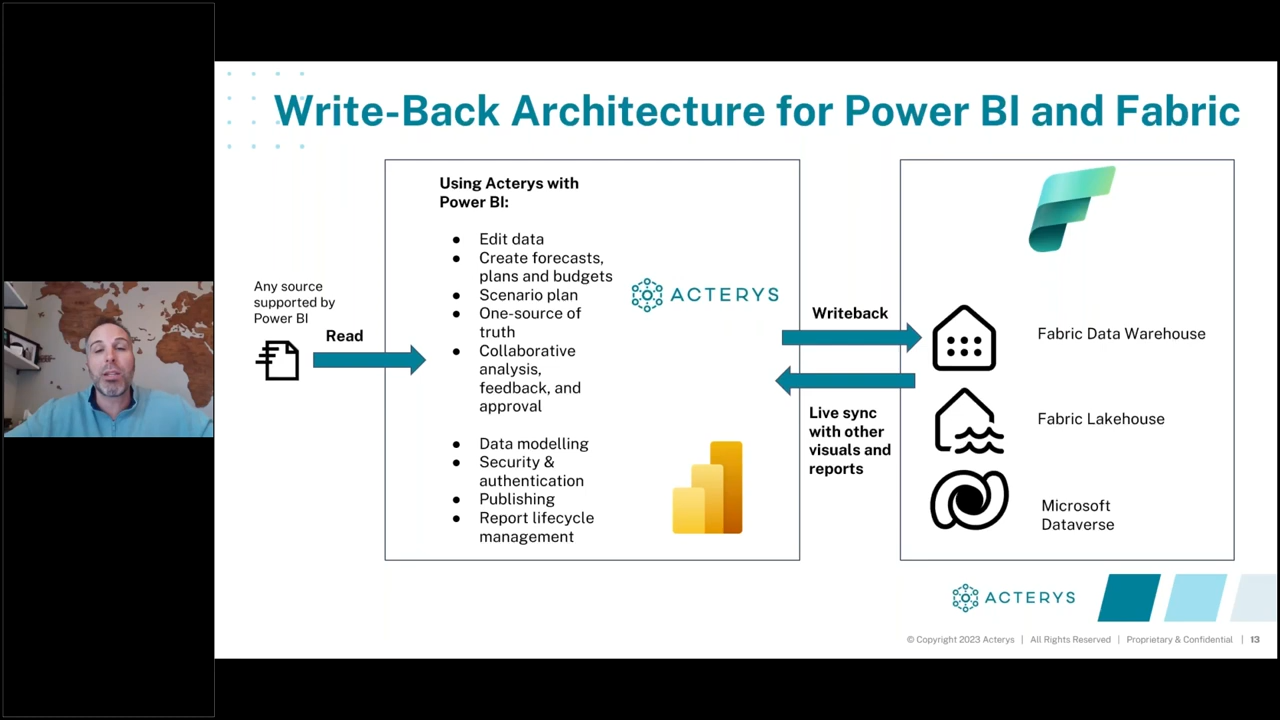 Write-Back Architecture for Power BI and Fabric
Any source
supported by
Power BI
Read
Using Acterys with
Power BI:
● Edit data
● Create forecasts,
plans and budgets
● Scenario plan
● One-source of
truth
● Collaborative
analysis,
feedback, and
approval
● Data modelling
● Security &
authentication
● Publishing
● Report lifecycle
management
ACTERYS
Writeback
Live sync
with other
visuals and
reports
Fabric Data Warehouse
Fabric Lakehouse
Microsoft
Dataverse
ACTERYS
© Copyright 2023 Acterys | All Rights Reserved | Proprietary & Confidential | 13